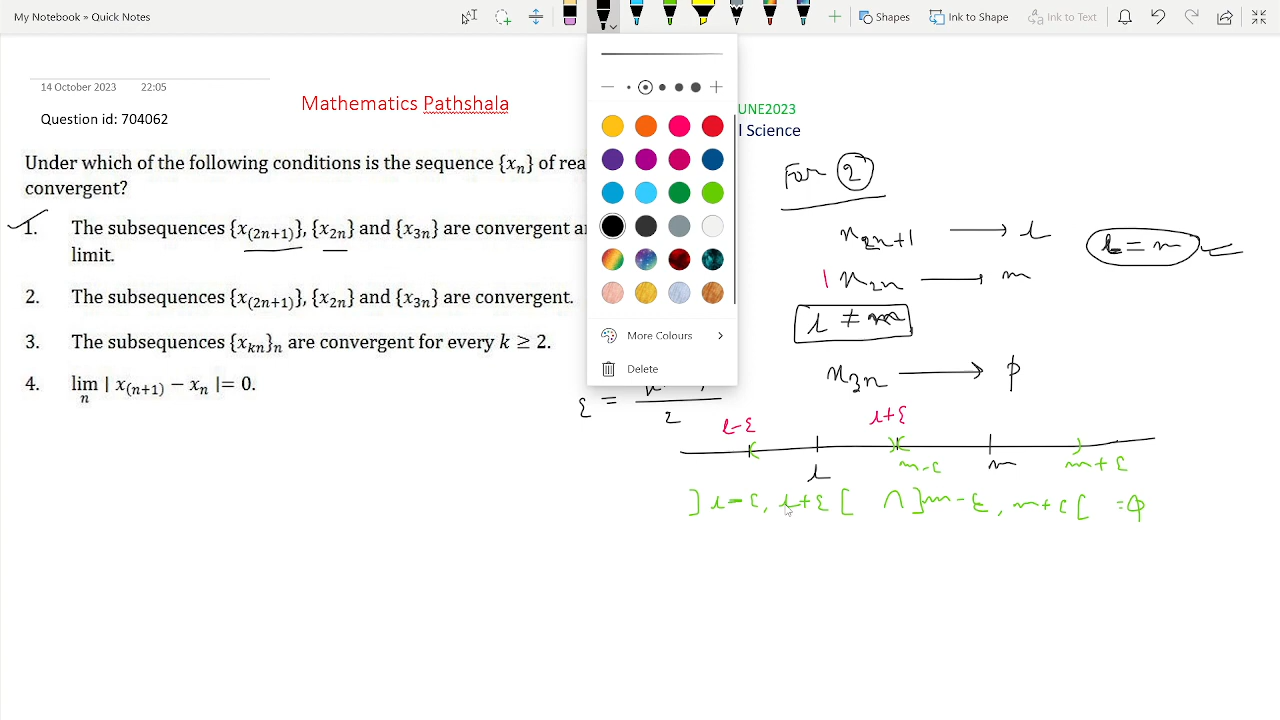 My Notebook » Quick Notes
Shapes
Ink to Shape
Ink to Text
14 October 2023 22:05
Mathematics Pathshala
UNE2023
Question id: 704062
l Science
Under which of the following conditions is the sequence {xₙ} of rea
convergent?
1. The subsequences {x₍₂ₙ₊₁₎}, {x₂ₙ} and {x₃ₙ} are convergent an
limit.
2. The subsequences {x₍₂ₙ₊₁₎}, {x₂ₙ} and {x₃ₙ} are convergent.
3. The subsequences {xₖₙ}ₙ are convergent for every k ≥ 2.
4. lim | x₍ₙ₊₁₎ − xₙ |= 0.
n
More Colours
Delete
For 2
x₂ₙ₊₁ → l
l = m
x₂ₙ → m
l ≠ m
x₃ₙ → p
ε = 2
l-ε l+ε
m-ε m+ε
l m
]l-ε, l+ε[ ∩ ]m-ε, m+ε[ =φ